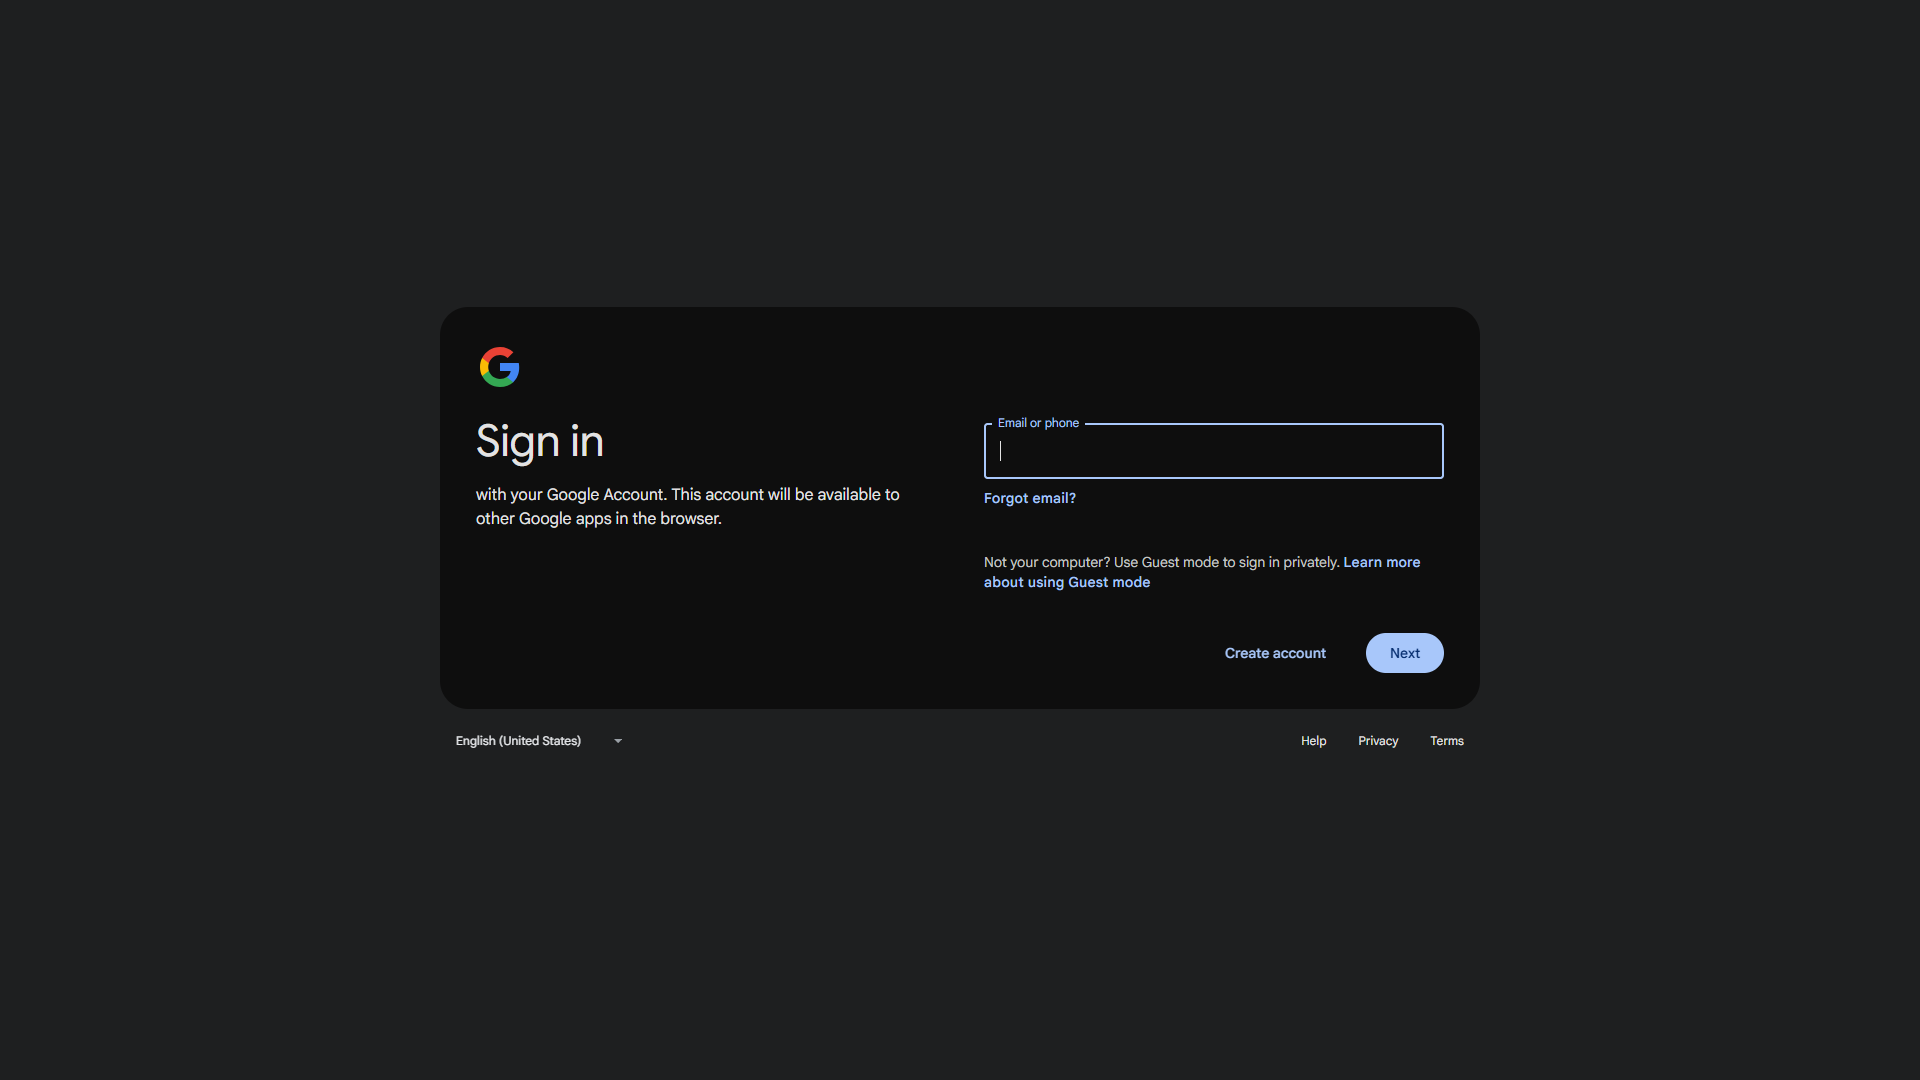 Sign in
with your Google Account. This account will be available to
other Google apps in the browser.
Email or phone
Forgot email?
Not your computer? Use Guest mode to sign in privately. Learn more
about using Guest mode
Create account
Next
English (United States)
Help
Privacy
Terms